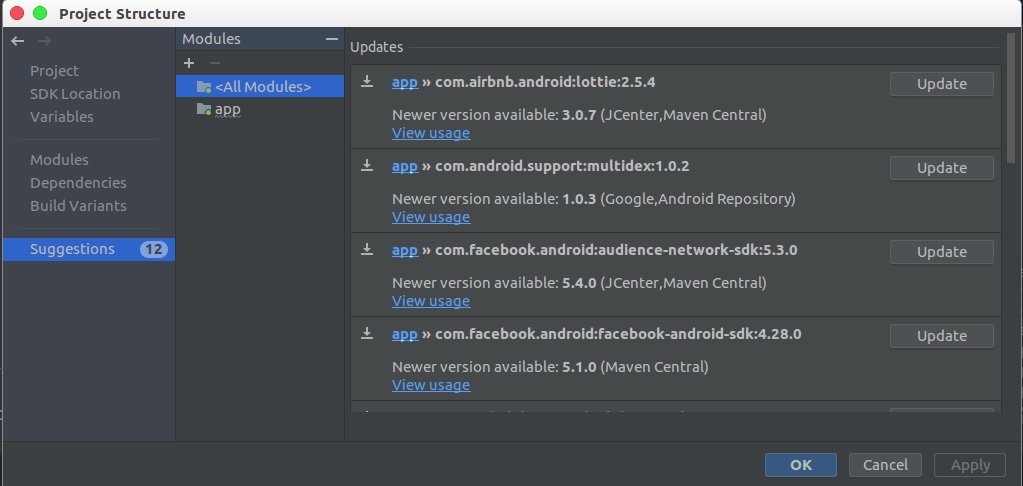 Project Structure
Project
SDK Location
Variables
Modules
Dependencies
Build Variants
Suggestions 12
Modules
<All Modules>
app
Updates
app » com.airbnb.android:lottie:2.5.4
Update
Newer version available: 3.0.7 (JCenter,Maven Central)
View usage
app » com.android.support:multidex:1.0.2
Update
Newer version available: 1.0.3 (Google,Android Repository)
View usage
app » com.facebook.android:audience-network-sdk:5.3.0
Update
Newer version available: 5.4.0 (JCenter,Maven Central)
View usage
app » com.facebook.android:facebook-android-sdk:4.28.0
Update
Newer version available: 5.1.0 (Maven Central)
View usage
OK
Cancel
Apply